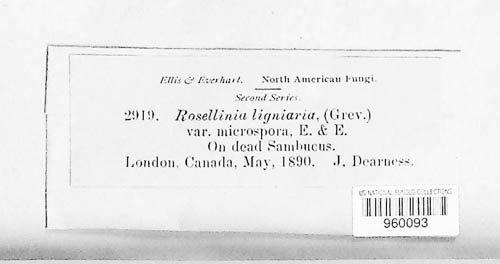 Ellis & Everhart. North American Fungi.
Second Series.
2919. Rosellinia ligniaria, (Grev.)
var. microspora, E. & E.
On dead Sambucus.
London, Canada, May, 1890. J. Dearness.
US NATIONAL FUNGUS COLLECTIONS
960093